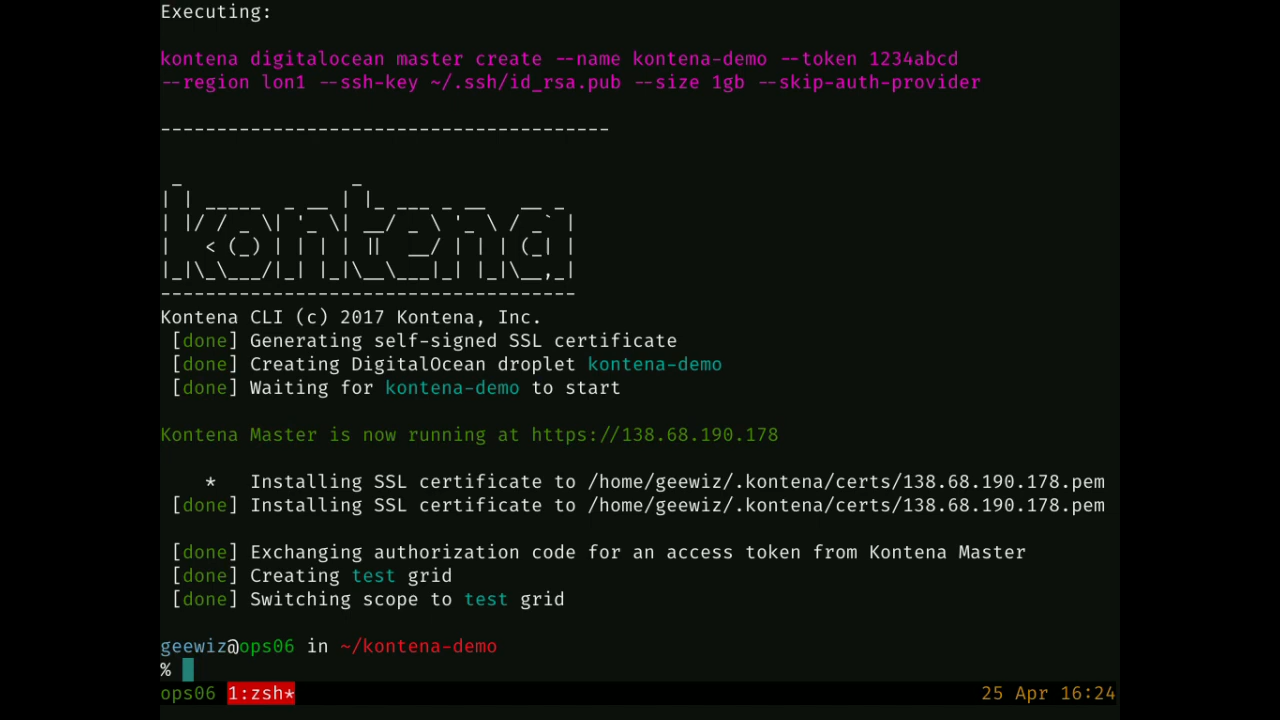 Executing:
kontena digitalocean master create --name kontena-demo --token 1234abcd
--region lon1 --ssh-key ~/.ssh/id_rsa.pub --size 1gb --skip-auth-provider
----------------------------------------
kontena
-------------------------------------
Kontena CLI (c) 2017 Kontena, Inc.
[done] Generating self-signed SSL certificate
[done] Creating DigitalOcean droplet kontena-demo
[done] Waiting for kontena-demo to start
Kontena Master is now running at https://138.68.190.178
* Installing SSL certificate to /home/geewiz/.kontena/certs/138.68.190.178.pem
[done] Installing SSL certificate to /home/geewiz/.kontena/certs/138.68.190.178.pem
[done] Exchanging authorization code for an access token from Kontena Master
[done] Creating test grid
[done] Switching scope to test grid
geewiz@ops06 in ~/kontena-demo
%
ops06 1:zsh* 25 Apr 16:24